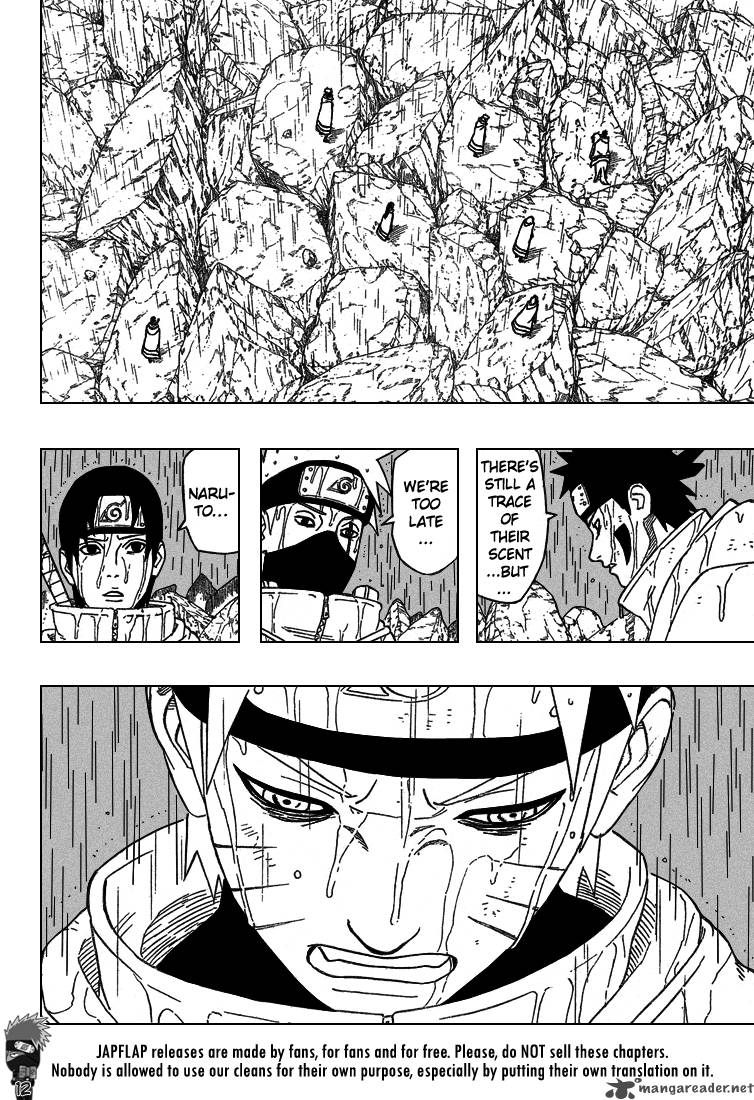 THERE'S
STILL A
TRACE
OF
THEIR
SCENT
...BUT
...
WE'RE
TOO
LATE
...
NARU-
TO...
JAPFLAP releases are made by fans, for fans and for free. Please, do NOT sell these chapters.
Nobody is allowed to use our cleans for their own purpose, especially by putting their own translation on it.
12
mangareader.net